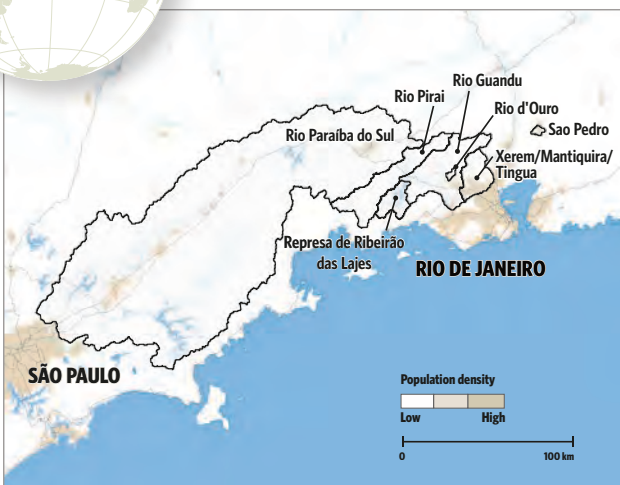 Rio Guandu
Rio Pirai
Rio d'Ouro
Rio Paraíba do Sul
Sao Pedro
Xerem/Mantiquira/
Tingua
Represa de Ribeirão
das Lajes
RIO DE JANEIRO
SÃO PAULO
Population density
Low High
0 100 km